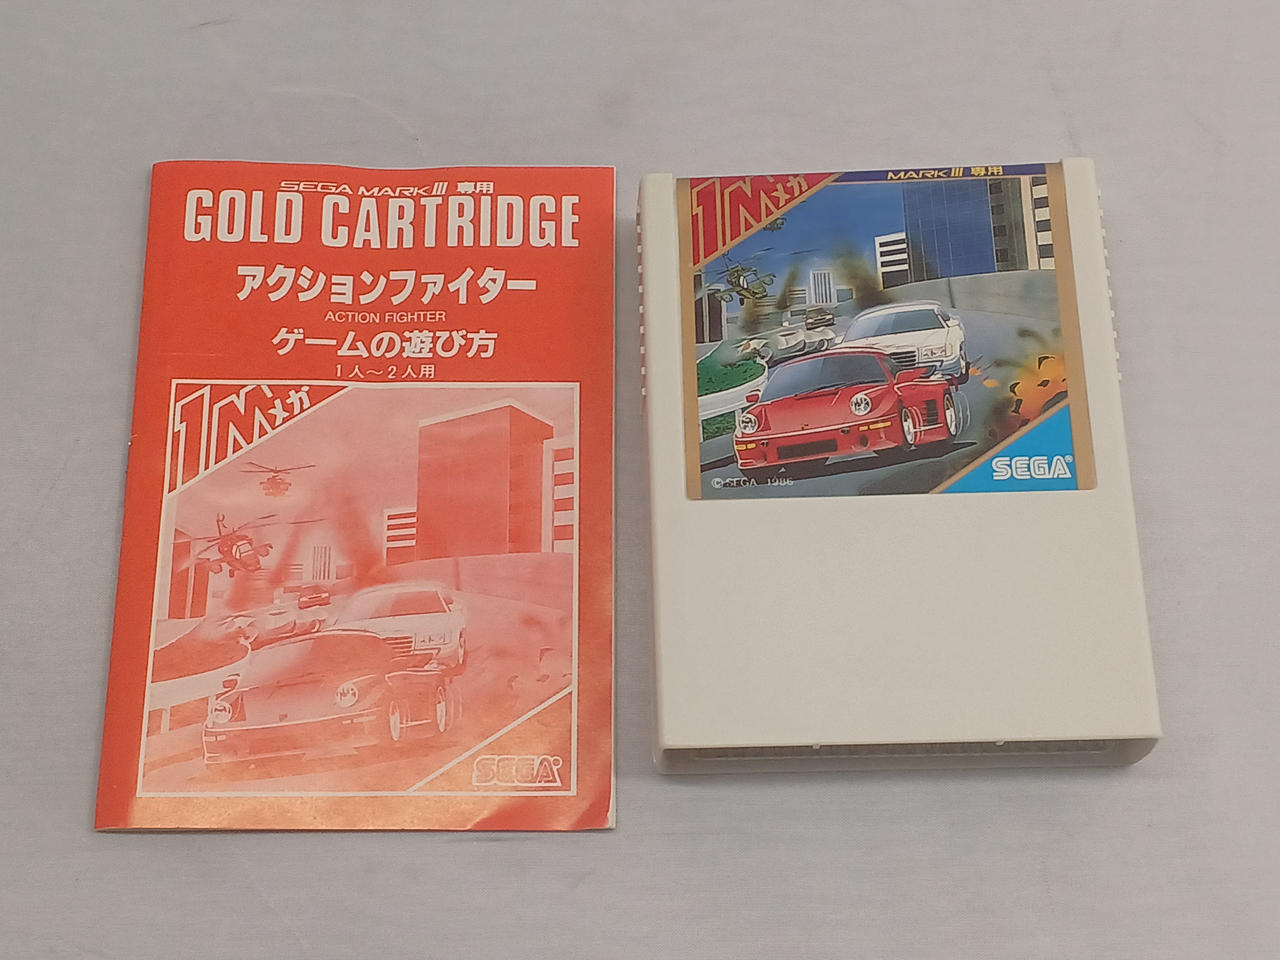 SEGA MARK III 専用
GOLD CARTRIDGE
アクションファイター
ACTION FIGHTER
ゲームの遊び方
1人〜2人用
1Mメガ
SEGA
MARK III 専用
1Mメガ
SEGA®
© SEGA 1986